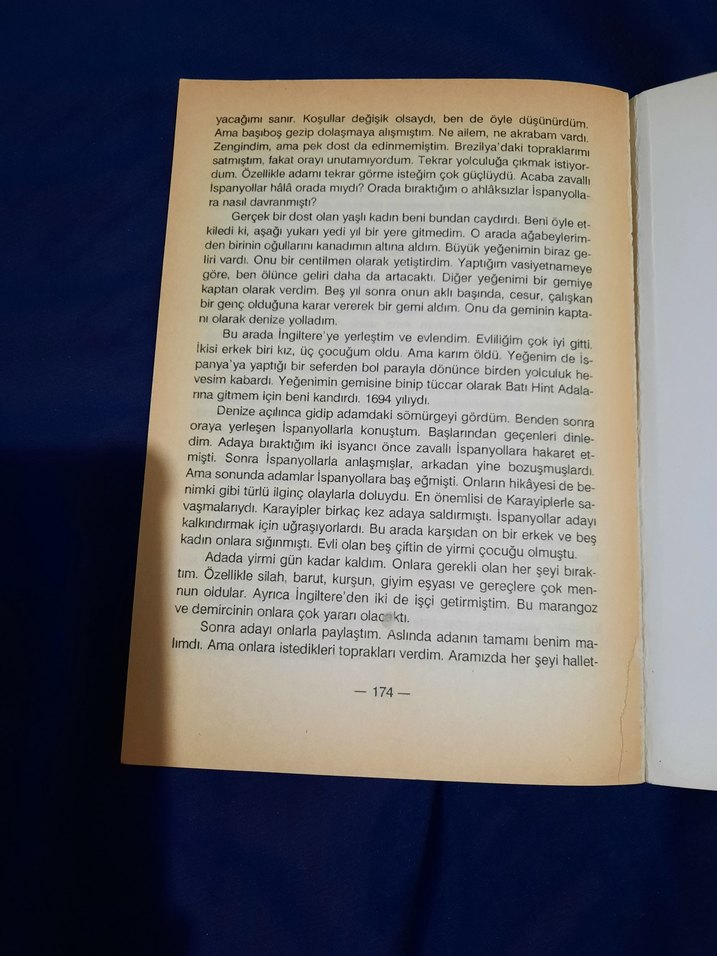 yacağımı sanır. Koşullar değişik olsaydı, ben de öyle düşünürdüm.
Ama başıboş gezip dolaşmaya alışmıştım. Ne ailem, ne akrabam vardı.
Zengindim, ama pek dost da edinmemiştim. Brezilya'daki topraklarımı
satmıştım, fakat orayı unutamıyordum. Tekrar yolculuğa çıkmak istiyor-
dum. Özellikle adamı tekrar görme isteğim çok güçlüydü. Acaba zavallı
İspanyollar hâlâ orada mıydı? Orada bıraktığım o ahlâksızlar İspanyolla-
ra nasıl davranmıştı?
Gerçek bir dost olan yaşlı kadın beni bundan caydırdı. Beni öyle et-
kiledi ki, aşağı yukarı yedi yıl bir yere gitmedim. O arada ağabeylerim-
den birinin oğullarını kanadımın altına aldım. Büyük yeğenimin biraz ge-
liri vardı. Onu bir centilmen olarak yetiştirdim. Yaptığım vasiyetnameye
göre, ben ölünce geliri daha da artacaktı. Diğer yeğenimi bir gemiye
kaptan olarak verdim. Beş yıl sonra onun aklı başında, cesur, çalışkan
bir genç olduğuna karar vererek bir gemi aldım. Onu da geminin kapta-
nı olarak denize yolladım.
Bu arada İngiltere'ye yerleştim ve evlendim. Evliliğim çok iyi gitti.
İkisi erkek biri kız, üç çocuğum oldu. Ama karım öldü. Yeğenim de İs-
panya'ya yaptığı bir seferden bol parayla dönünce birden yolculuk he-
vesim kabardı. Yeğenimin gemisine binip tüccar olarak Batı Hint Adala-
rına gitmem için beni kandırdı. 1694 yılıydı.
Denize açılınca gidip adamdaki sömürgeyi gördüm. Benden sonra
oraya yerleşen İspanyollarla konuştum. Başlarından geçenleri dinle-
dim. Adaya bıraktığım iki isyancı önce zavallı İspanyollara hakaret et-
mişti. Sonra İspanyollarla anlaşmışlar, arkadan yine bozuşmuşlardı.
Ama sonunda adamlar İspanyollara baş eğmişti. Onların hikâyesi de be-
nimki gibi türlü ilginç olaylarla doluydu. En önemlisi de Karayiplerle sa-
vaşmalarıydı. Karayipler birkaç kez adaya saldırmıştı. İspanyollar adayı
kalkındırmak için uğraşıyorlardı. Bu arada karşıdan on bir erkek ve beş
kadın onlara sığınmıştı. Evli olan beş çiftin de yirmi çocuğu olmuştu.
Adada yirmi gün kadar kaldım. Onlara gerekli olan her şeyi bırak-
tım. Özellikle silah, barut, kurşun, giyim eşyası ve gereçlere çok mem-
nun oldular. Ayrıca İngiltere'den iki de işçi getirmiştim. Bu marangoz
ve demircinin onlara çok yararı olacaktı.
Sonra adayı onlarla paylaştım. Aslında adanın tamamı benim ma-
lımdı. Ama onlara istedikleri toprakları verdim. Aramızda her şeyi hallet-
— 174 —